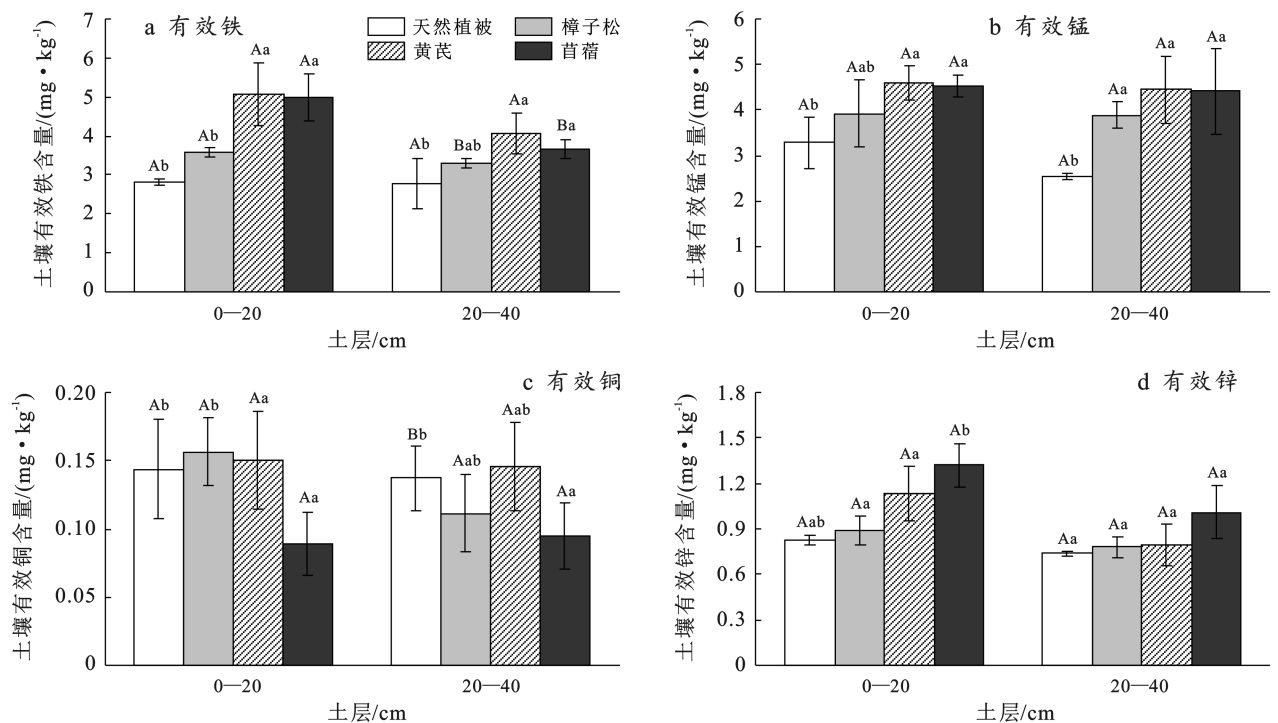 a 有效铁
天然植被
樟子松
黄芪
苜蓿
土壤有效铁含量/(mg·kg⁻¹)
7
6
5
4
3
2
1
0
Ab
Ab
Aa
Aa
Ab
Bab
Aa
Ba
0—20
20—40
土层/cm
b 有效锰
土壤有效锰含量/(mg·kg⁻¹)
6
5
4
3
2
1
0
Ab
Aab
Aa
Aa
Ab
Aa
Aa
Aa
0—20
20—40
土层/cm
c 有效铜
土壤有效铜含量/(mg·kg⁻¹)
0.20
0.15
0.10
0.05
0
Ab
Ab
Aa
Aa
Bb
Aab
Aab
Aa
0—20
20—40
土层/cm
d 有效锌
土壤有效锌含量/(mg·kg⁻¹)
1.8
1.5
1.2
0.9
0.6
0.3
0
Aab
Aa
Aa
Ab
Aa
Aa
Aa
Aa
0—20
20—40
土层/cm